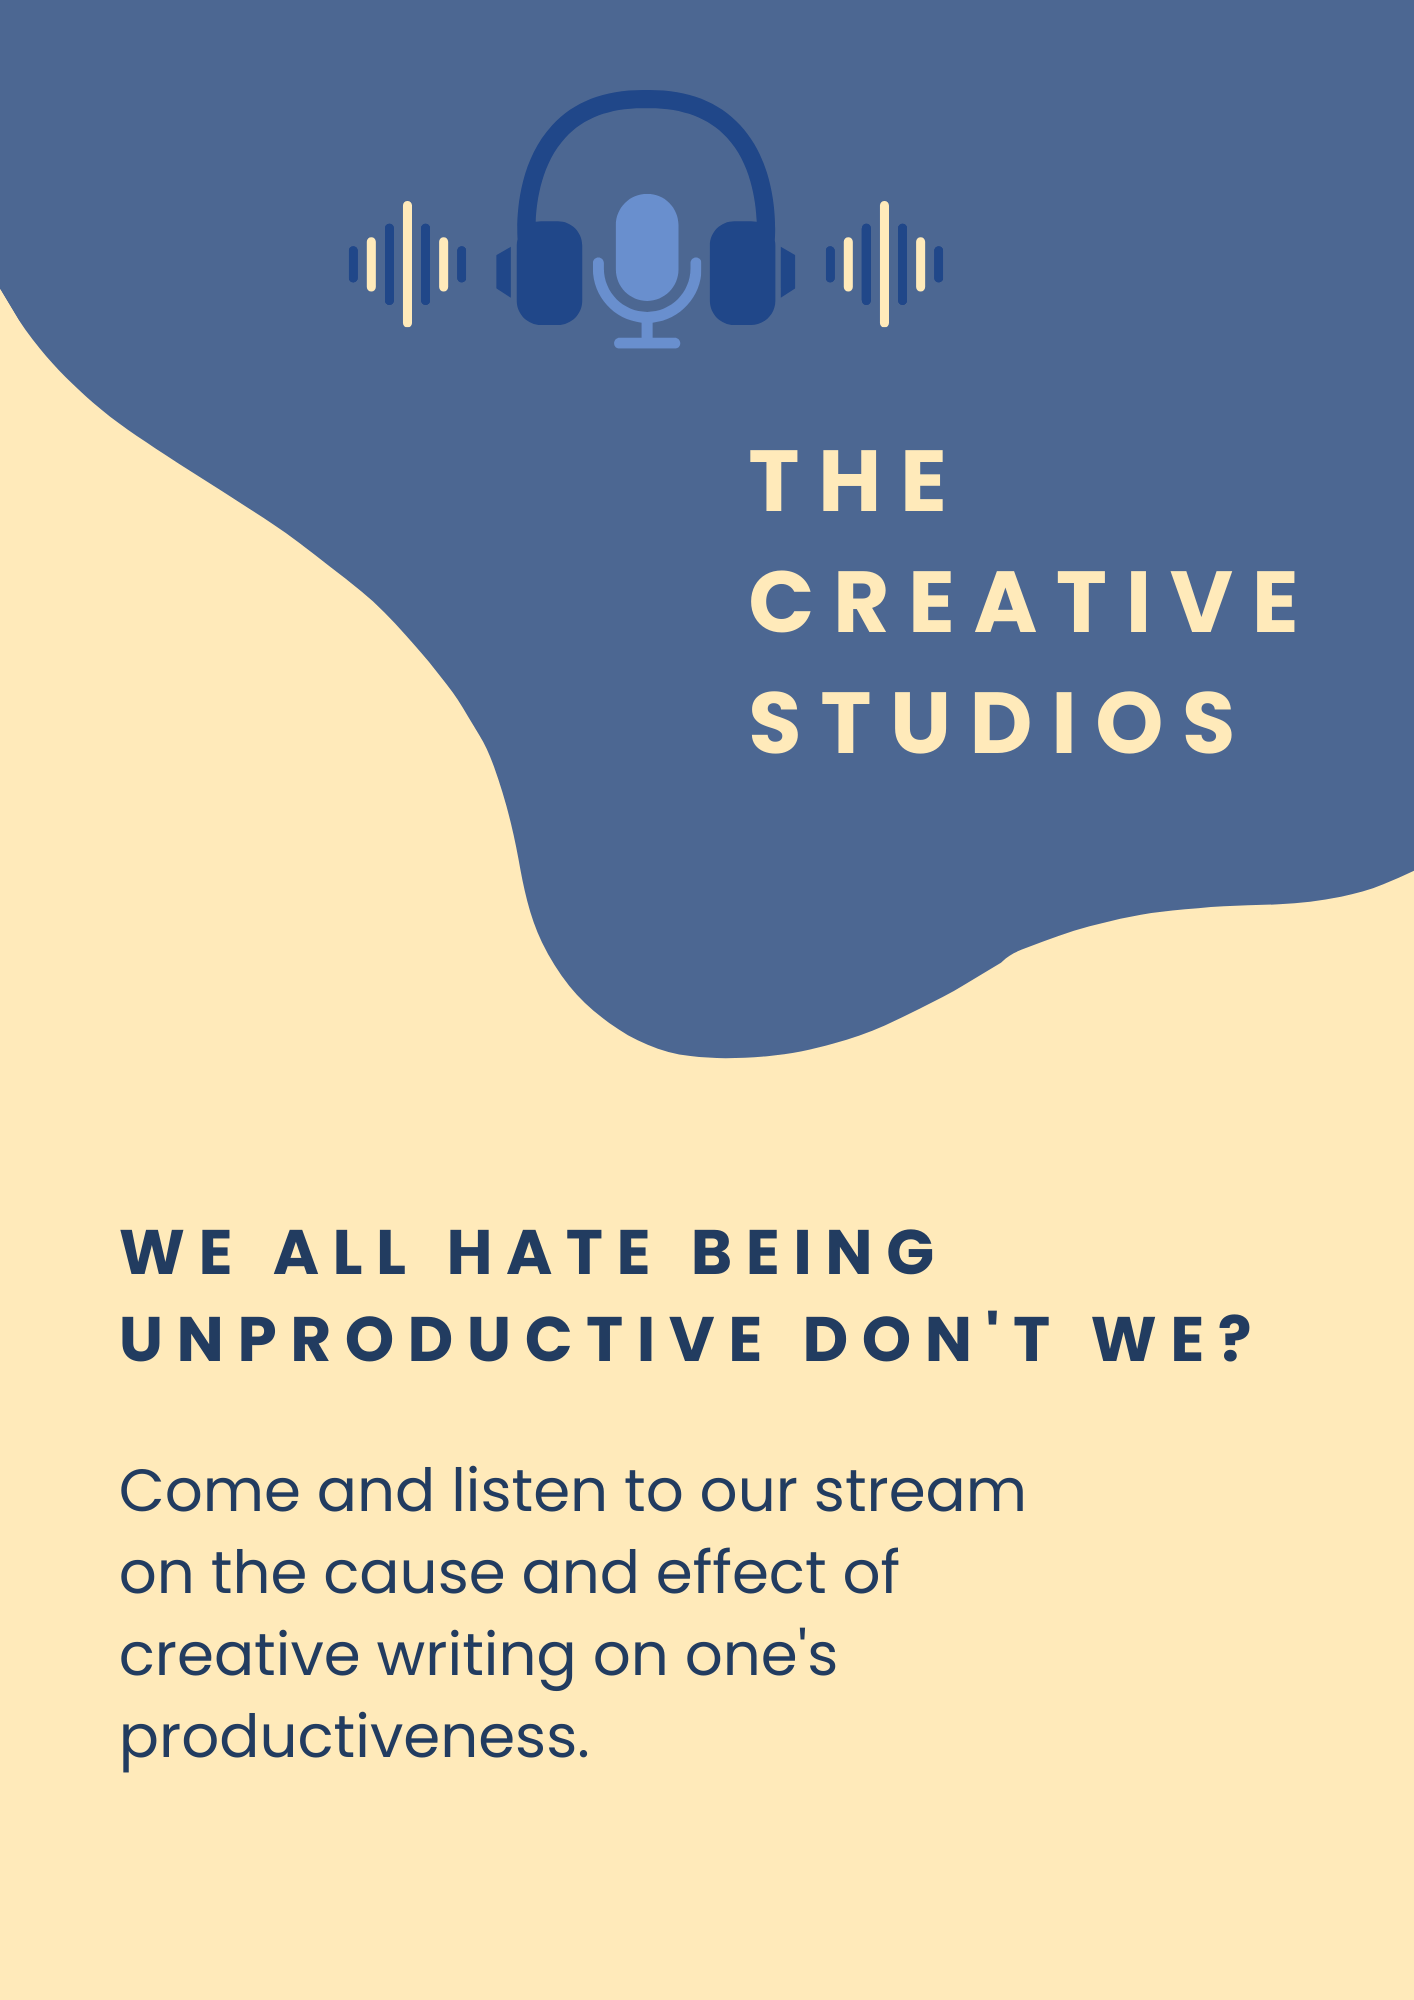 THE
CREATIVE
STUDIOS
WE ALL HATE BEING
UNPRODUCTIVE DON'T WE?
Come and listen to our stream
on the cause and effect of
creative writing on one's
productiveness.